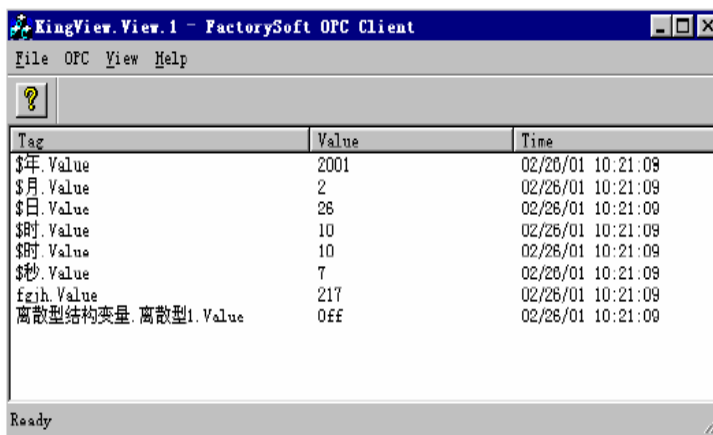 KingView.View.1 - FactorySoft OPC Client
File OPC View Help
Tag Value Time
$年.Value 2001 02/26/01 10:21:09
$月.Value 2 02/26/01 10:21:09
$日.Value 26 02/26/01 10:21:09
$时.Value 10 02/26/01 10:21:09
$时.Value 10 02/26/01 10:21:09
$秒.Value 7 02/26/01 10:21:09
fgjh.Value 217 02/26/01 10:21:09
离散型结构变量.离散型1.Value Off 02/26/01 10:21:09
Ready